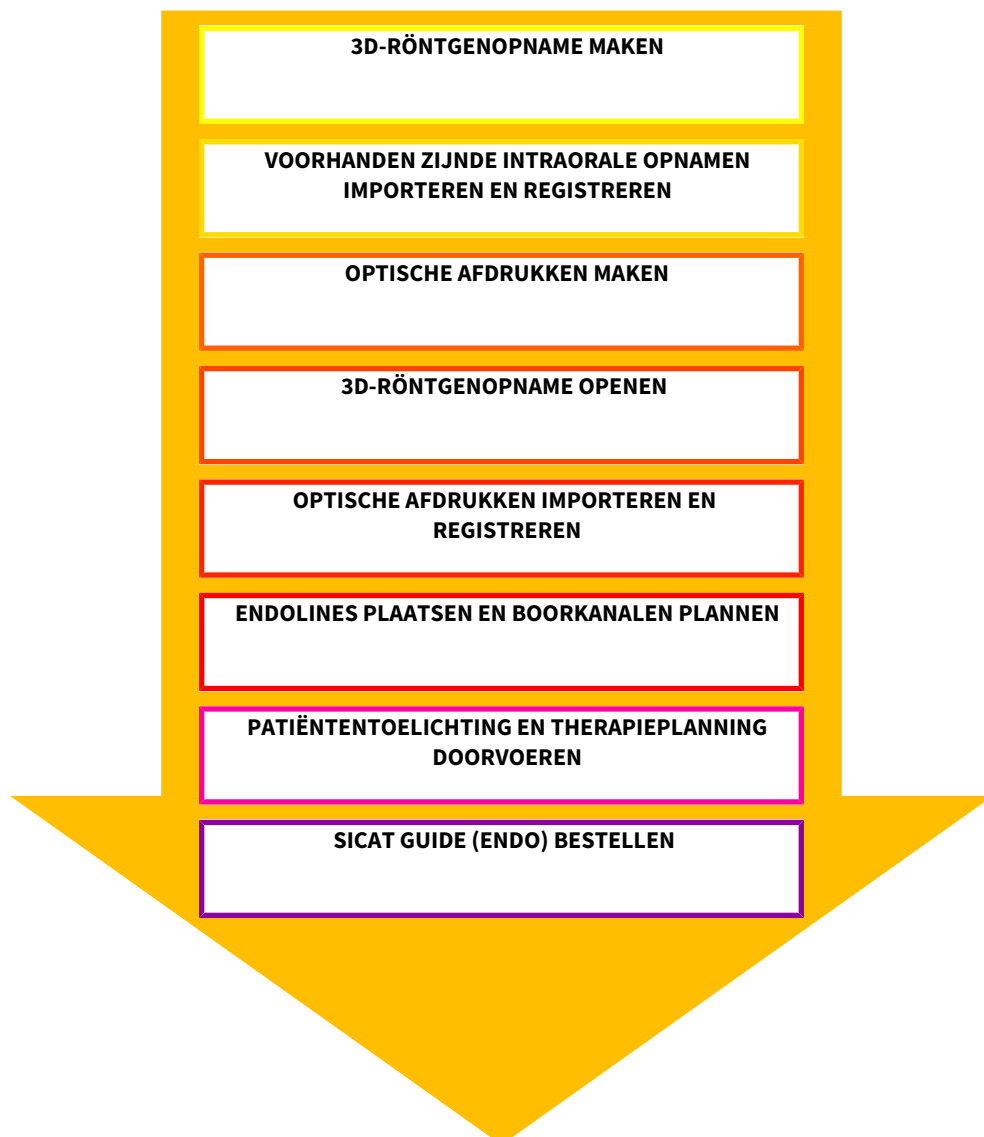 3D-RÖNTGENOPNAME MAKEN
VOORHANDEN ZIJNDE INTRAORALE OPNAMEN
IMPORTEREN EN REGISTREREN
OPTISCHE AFDRUKKEN MAKEN
3D-RÖNTGENOPNAME OPENEN
OPTISCHE AFDRUKKEN IMPORTEREN EN
REGISTREREN
ENDOLINES PLAATSEN EN BOORKANALEN PLANNEN
PATIËNTENTOELICHTING EN THERAPIEPLANNING
DOORVOEREN
SICAT GUIDE (ENDO) BESTELLEN